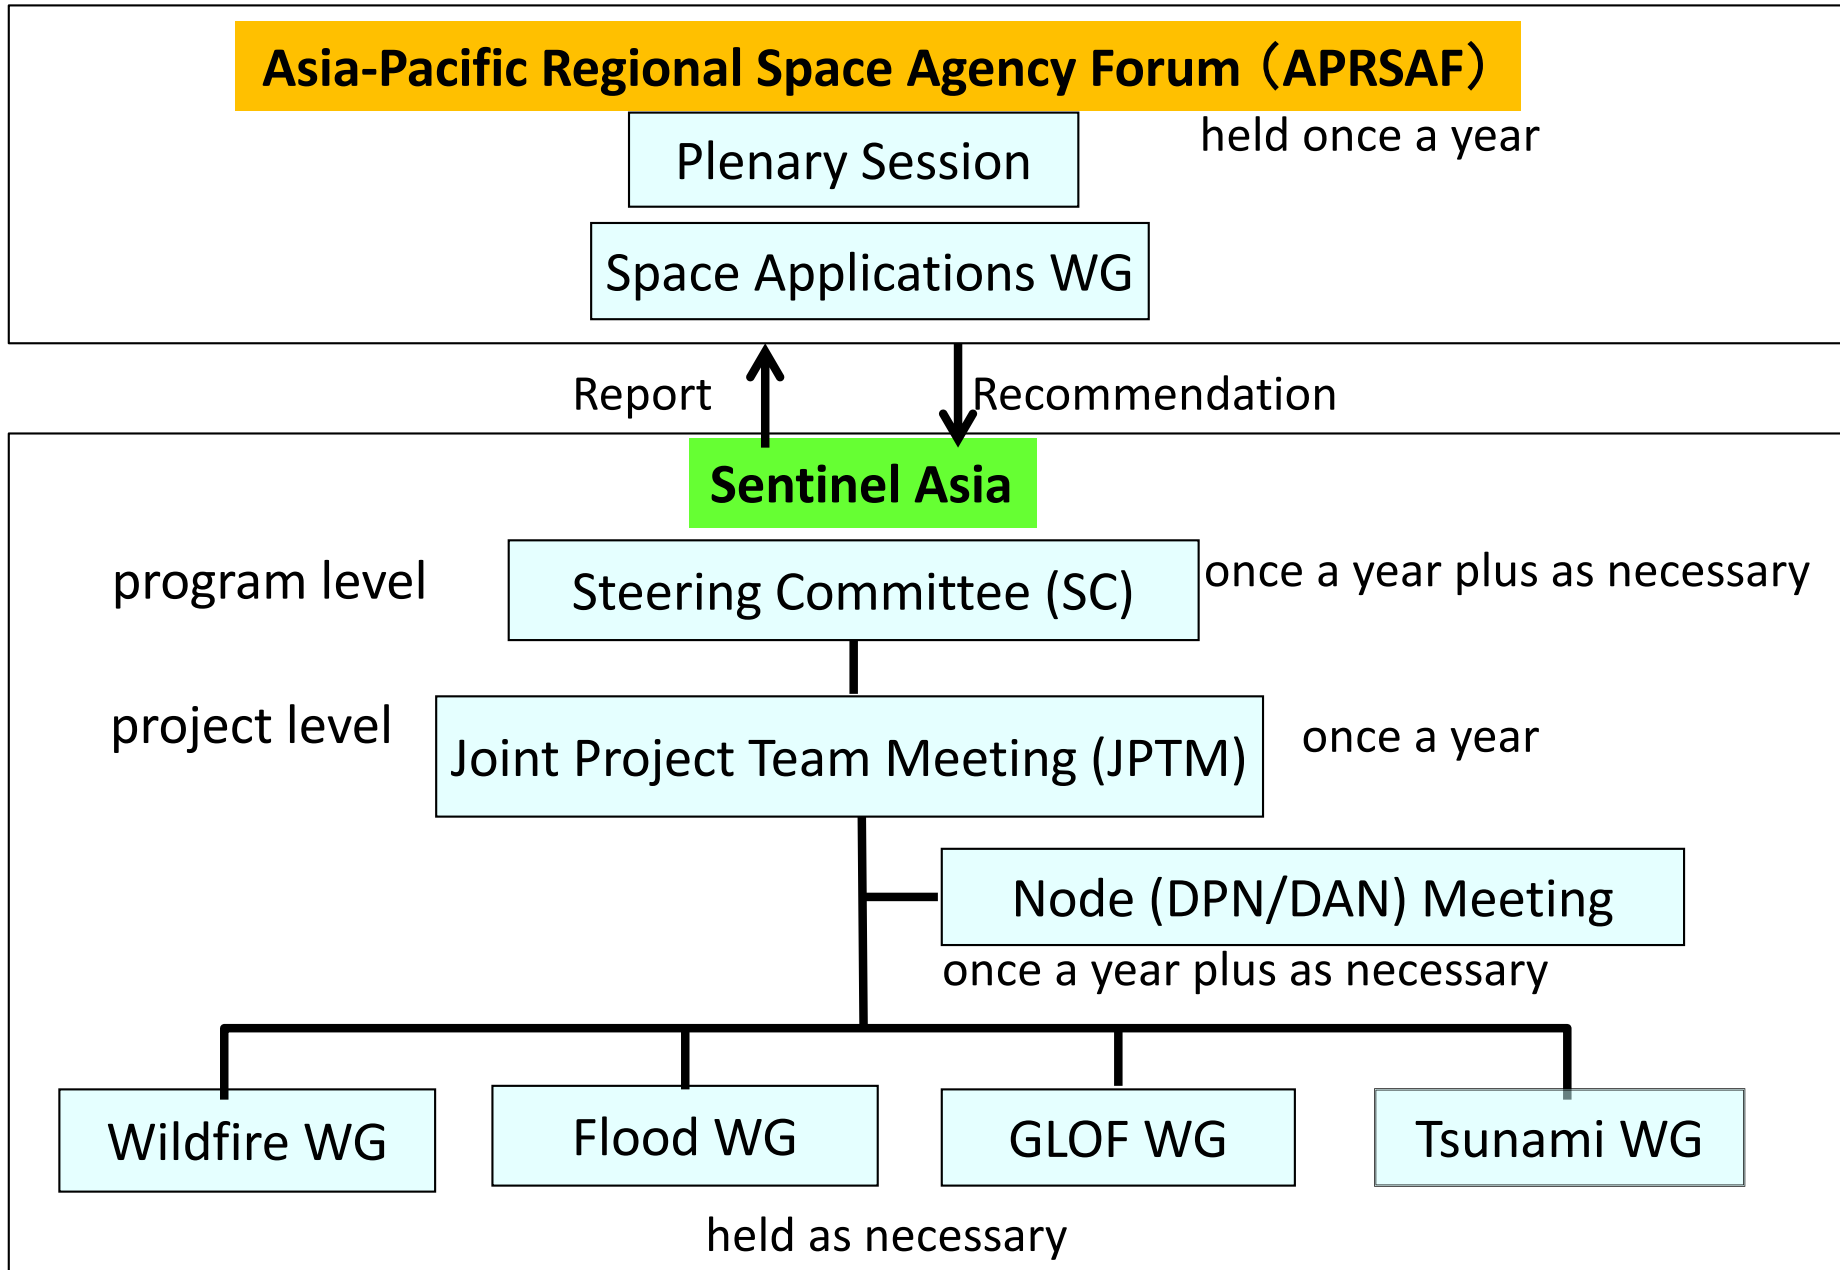 Asia-Pacific Regional Space Agency Forum（APRSAF）
held once a year
Plenary Session
Space Applications WG
Report
Recommendation
Sentinel Asia
program level
Steering Committee (SC)
once a year plus as necessary
project level
Joint Project Team Meeting (JPTM)
once a year
Node (DPN/DAN) Meeting
once a year plus as necessary
Wildfire WG
Flood WG
GLOF WG
Tsunami WG
held as necessary